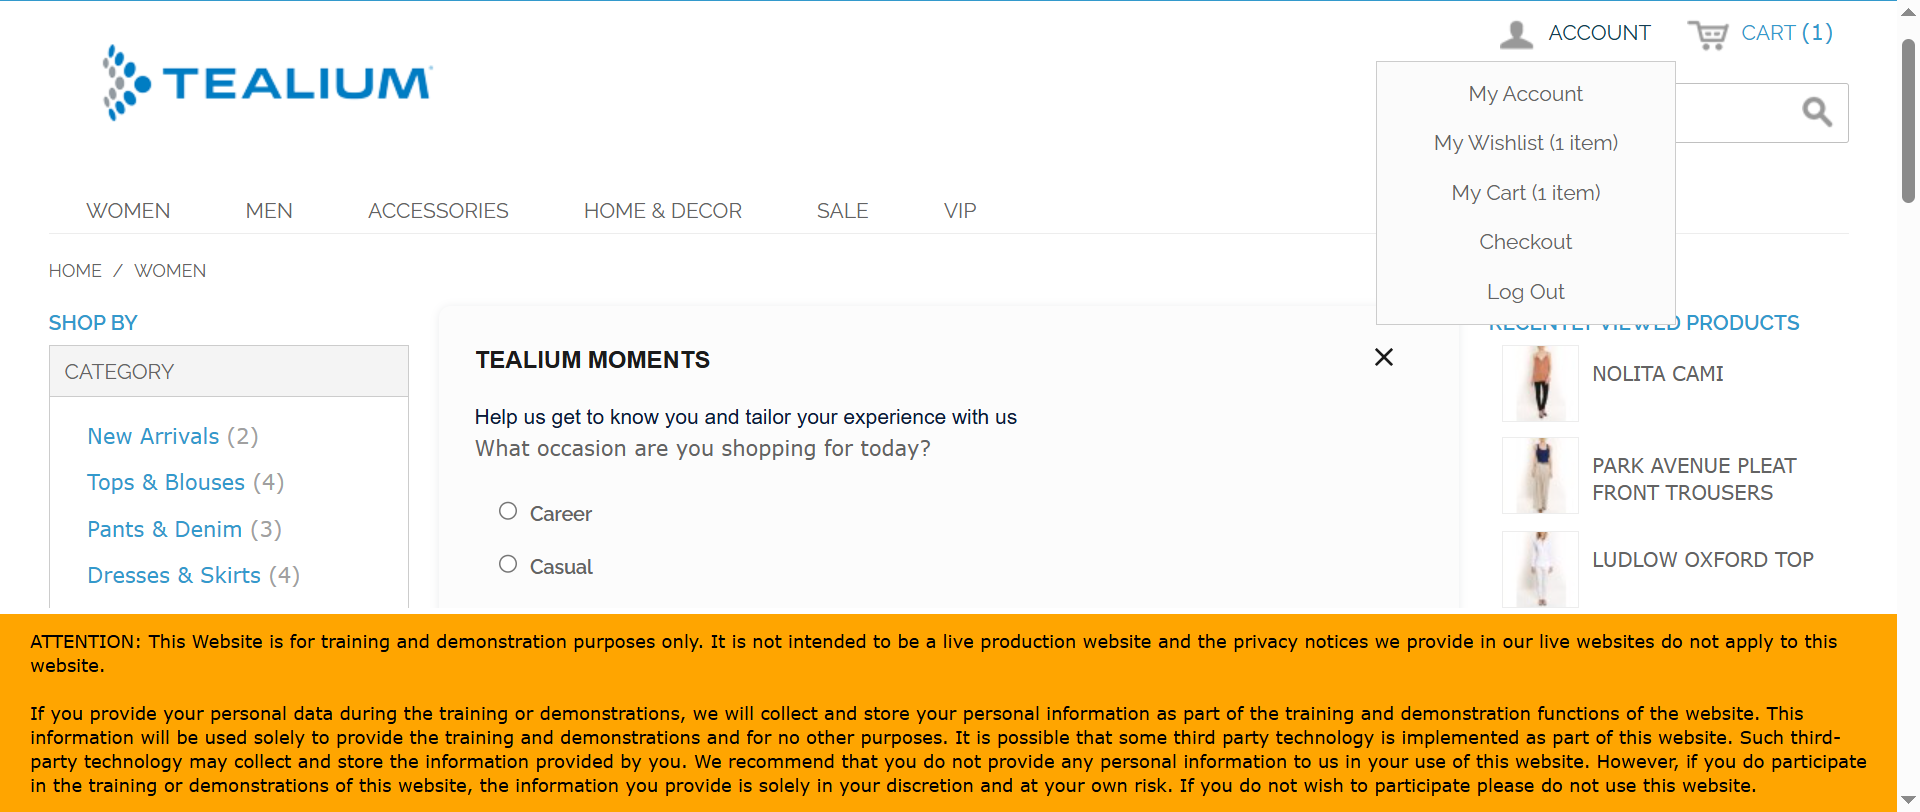 ACCOUNT
CART (1)
TEALIUM
My Account
My Wishlist (1 item)
My Cart (1 item)
Checkout
Log Out
WOMEN
MEN
ACCESSORIES
HOME & DECOR
SALE
VIP
HOME / WOMEN
SHOP BY
CATEGORY
New Arrivals (2)
Tops & Blouses (4)
Pants & Denim (3)
Dresses & Skirts (4)
TEALIUM MOMENTS
Help us get to know you and tailor your experience with us
What occasion are you shopping for today?
Career
Casual
RECENTLY VIEWED PRODUCTS
NOLITA CAMI
PARK AVENUE PLEAT
FRONT TROUSERS
LUDLOW OXFORD TOP
ATTENTION: This Website is for training and demonstration purposes only. It is not intended to be a live production website and the privacy notices we provide in our live websites do not apply to this
website.
If you provide your personal data during the training or demonstrations, we will collect and store your personal information as part of the training and demonstration functions of the website. This
information will be used solely to provide the training and demonstrations and for no other purposes. It is possible that some third party technology is implemented as part of this website. Such third-
party technology may collect and store the information provided by you. We recommend that you do not provide any personal information to us in your use of this website. However, if you do participate
in the training or demonstrations of this website, the information you provide is solely in your discretion and at your own risk. If you do not wish to participate please do not use this website.